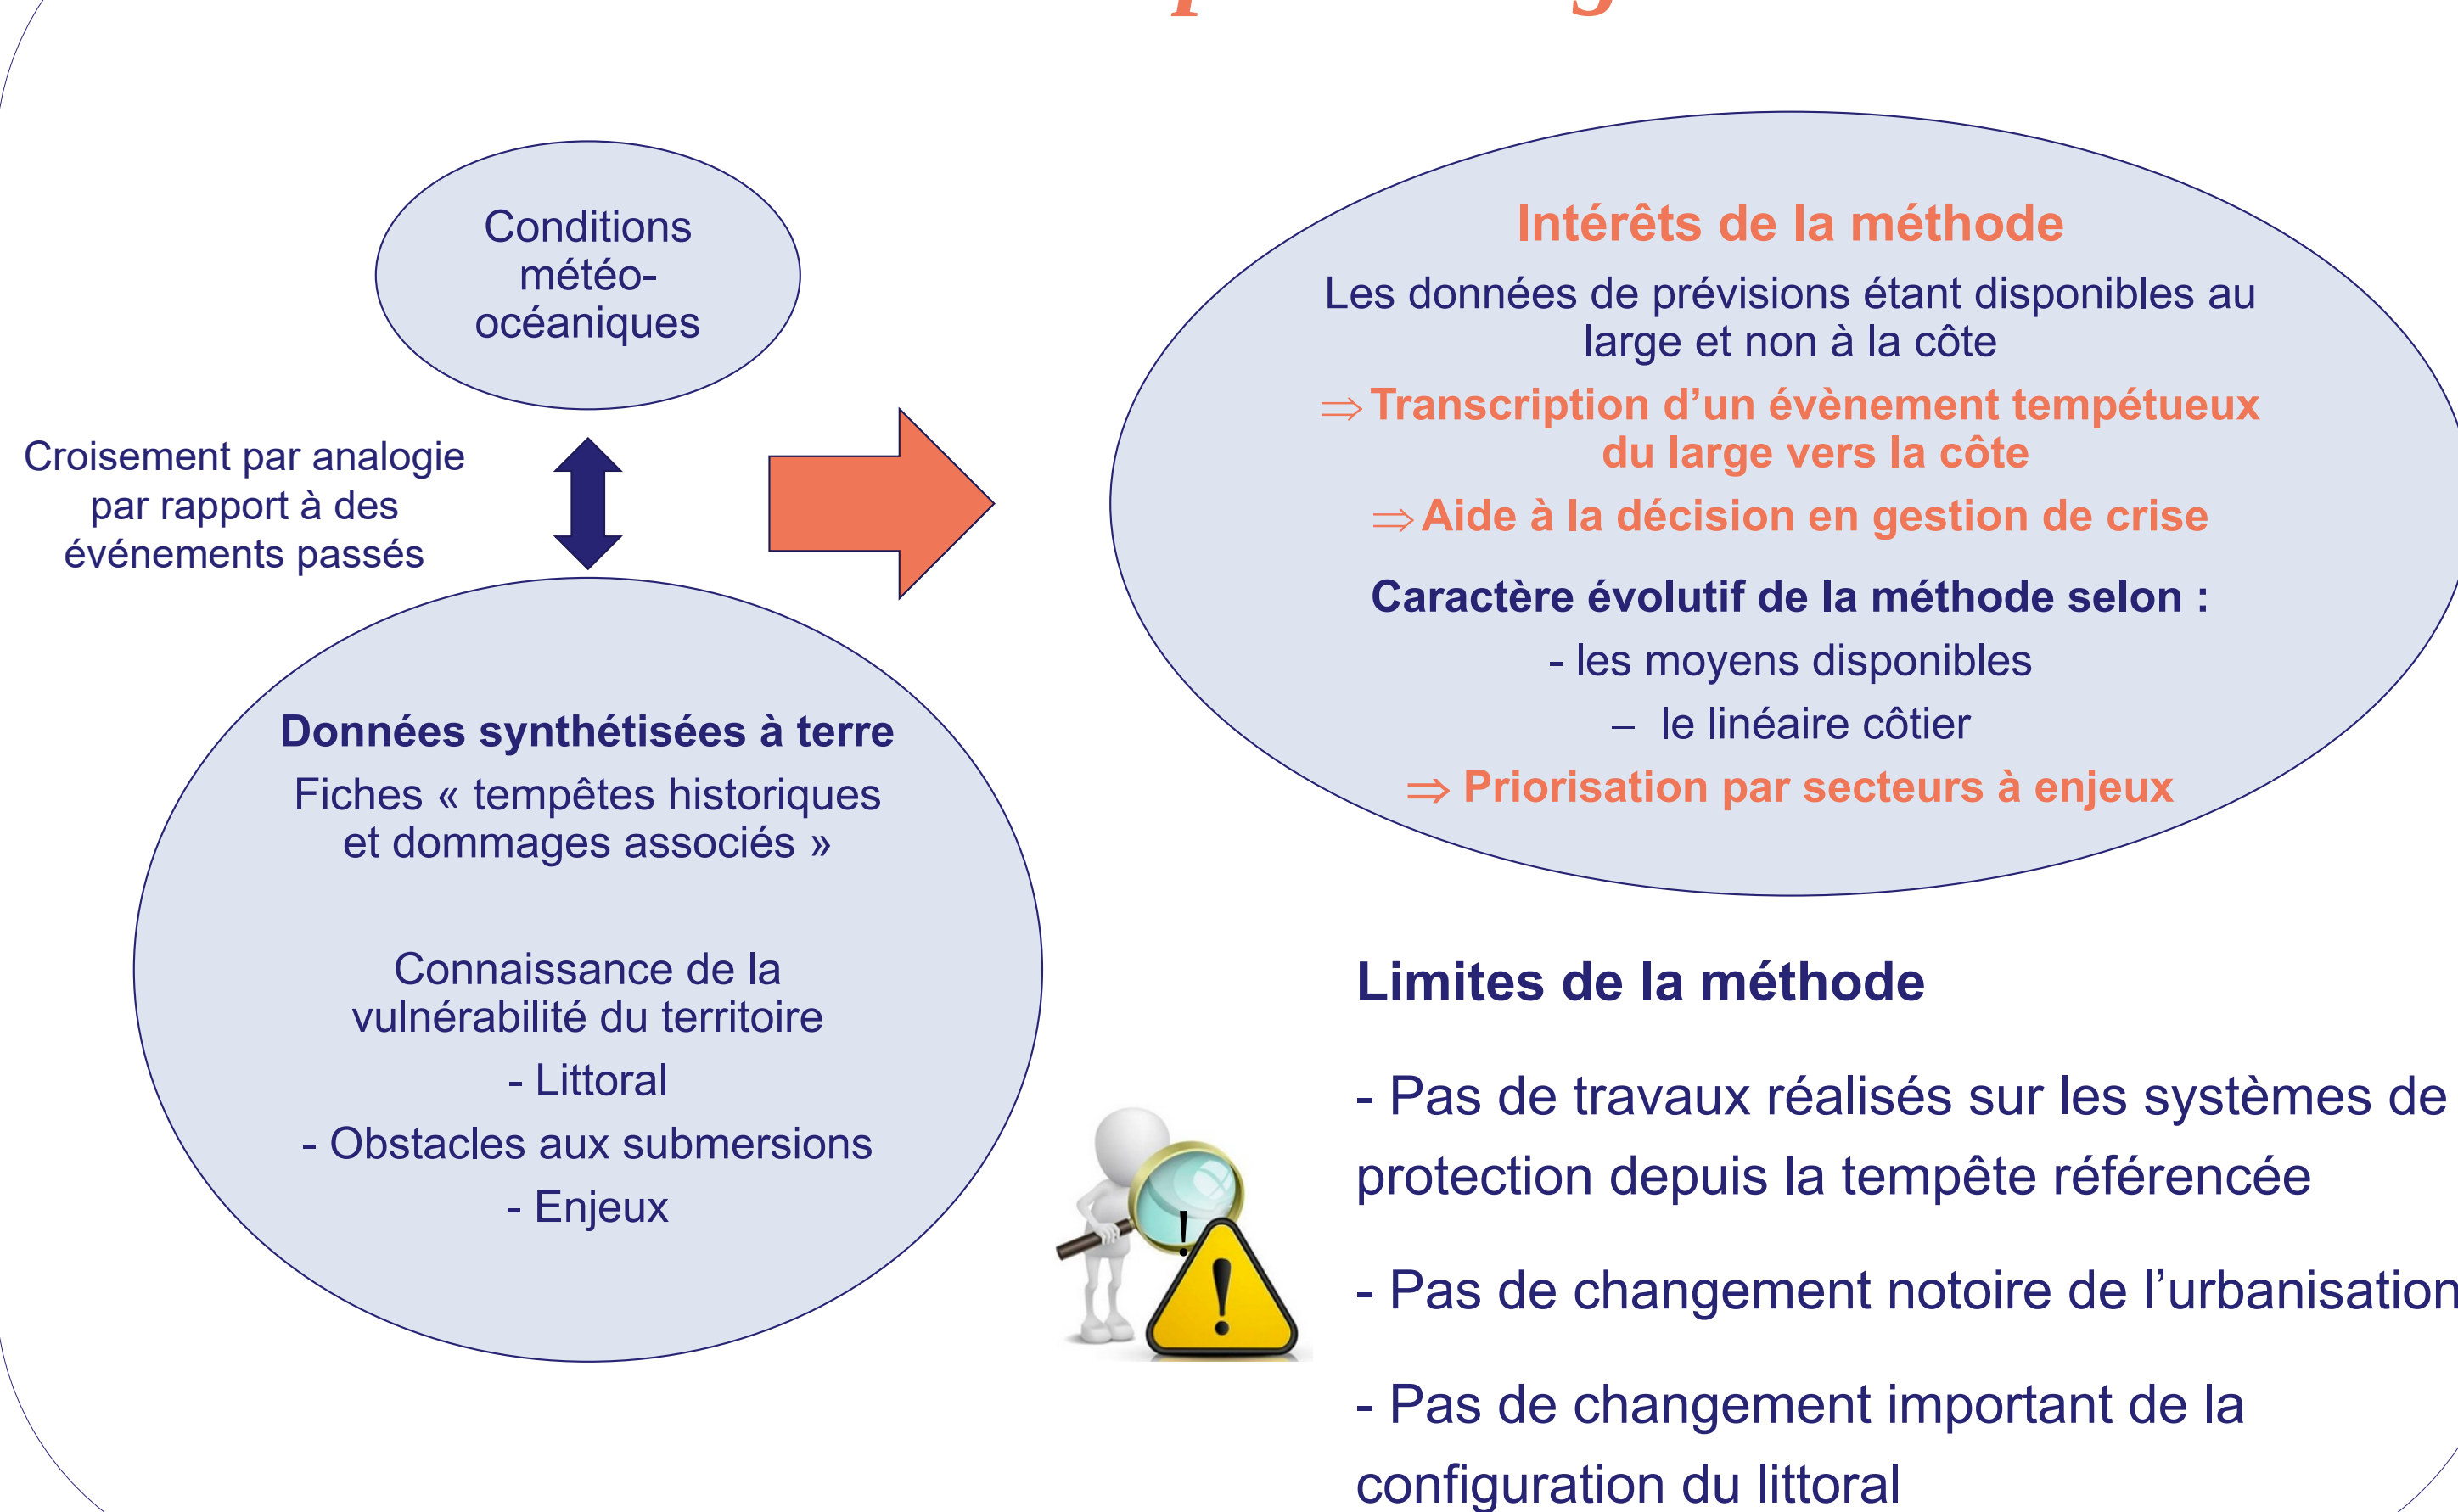 Conditions
météo-
océaniques
Croisement par analogie
par rapport à des
événements passés
Données synthétisées à terre
Fiches « tempêtes historiques
et dommages associés »
Connaissance de la
vulnérabilité du territoire
- Littoral
- Obstacles aux submersions
- Enjeux
Intérêts de la méthode
Les données de prévisions étant disponibles au
large et non à la côte
⇒ Transcription d’un évènement tempétueux
du large vers la côte
⇒ Aide à la décision en gestion de crise
Caractère évolutif de la méthode selon :
- les moyens disponibles
– le linéaire côtier
⇒ Priorisation par secteurs à enjeux
!
!
Limites de la méthode
- Pas de travaux réalisés sur les systèmes de
protection depuis la tempête référencée
- Pas de changement notoire de l’urbanisation
- Pas de changement important de la
configuration du littoral